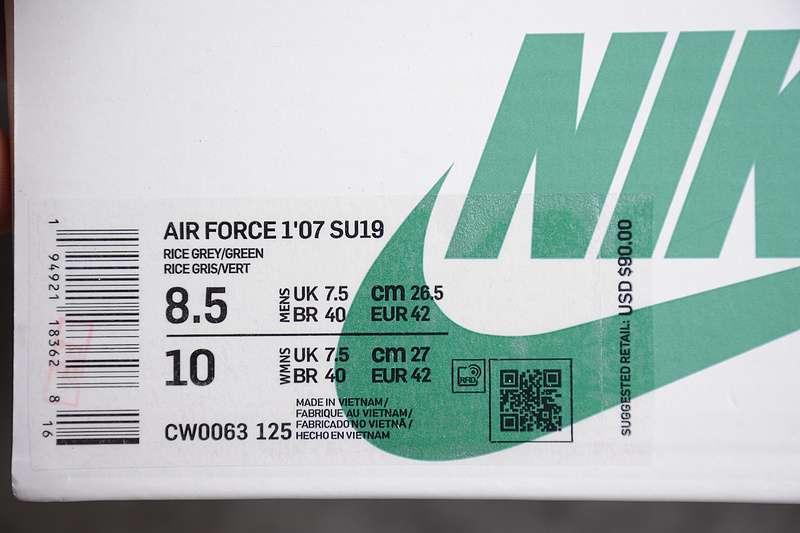 NIK
AIR FORCE 1'07 SU19
RICE GREY/GREEN
RICE GRIS/VERT
8.5 MENS UK 7.5 cm 26.5
BR 40 EUR 42
10 WMNS UK 7.5 cm 27
BR 40 EUR 42
RFID
MADE IN VIETNAM/
FABRIQUE AU VIETNAM/
FABRICADO NO VIETNÃ/
HECHO EN VIETNAM
CW0063 125
1 94921 18362 8 16
SUGGESTED RETAIL: USD $90.00